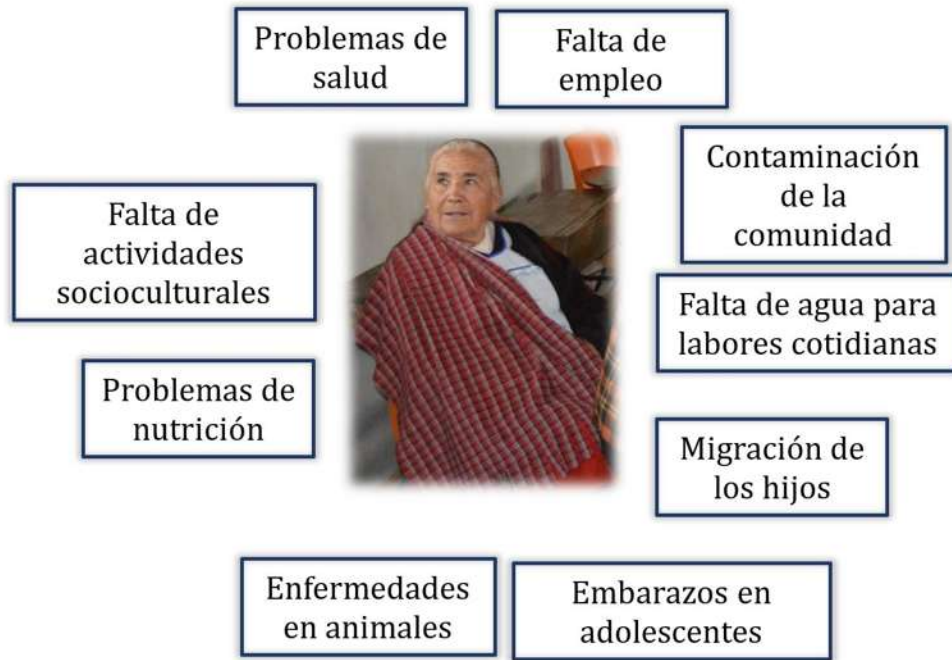 Problemas de
salud
Falta de
empleo
Contaminación
de la
comunidad
Falta de
actividades
socioculturales
Falta de agua para
labores cotidianas
Problemas de
nutrición
Migración de
los hijos
Enfermedades
en animales
Embarazos en
adolescentes